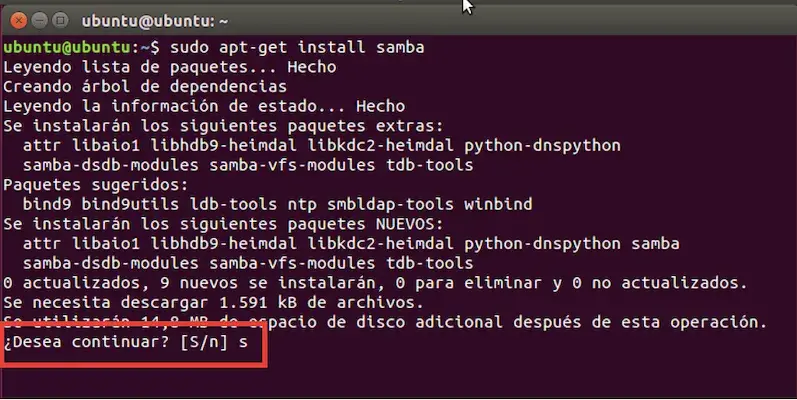 ubuntu@ubuntu: ~
ubuntu@ubuntu:~$ sudo apt-get install samba
Leyendo lista de paquetes... Hecho
Creando árbol de dependencias
Leyendo la información de estado... Hecho
Se instalarán los siguientes paquetes extras:
  attr libaio1 libhdb9-heimdal libkdc2-heimdal python-dnspython
  samba-dsdb-modules samba-vfs-modules tdb-tools
Paquetes sugeridos:
  bind9 bind9utils ldb-tools ntp smbldap-tools winbind
Se instalarán los siguientes paquetes NUEVOS:
  attr libaio1 libhdb9-heimdal libkdc2-heimdal python-dnspython samba
  samba-dsdb-modules samba-vfs-modules tdb-tools
0 actualizados, 9 nuevos se instalarán, 0 para eliminar y 0 no actualizados.
Se necesita descargar 1.591 kB de archivos.
Se utilizarán 14,8 MB de espacio de disco adicional después de esta operación.
¿Desea continuar? [S/n] s